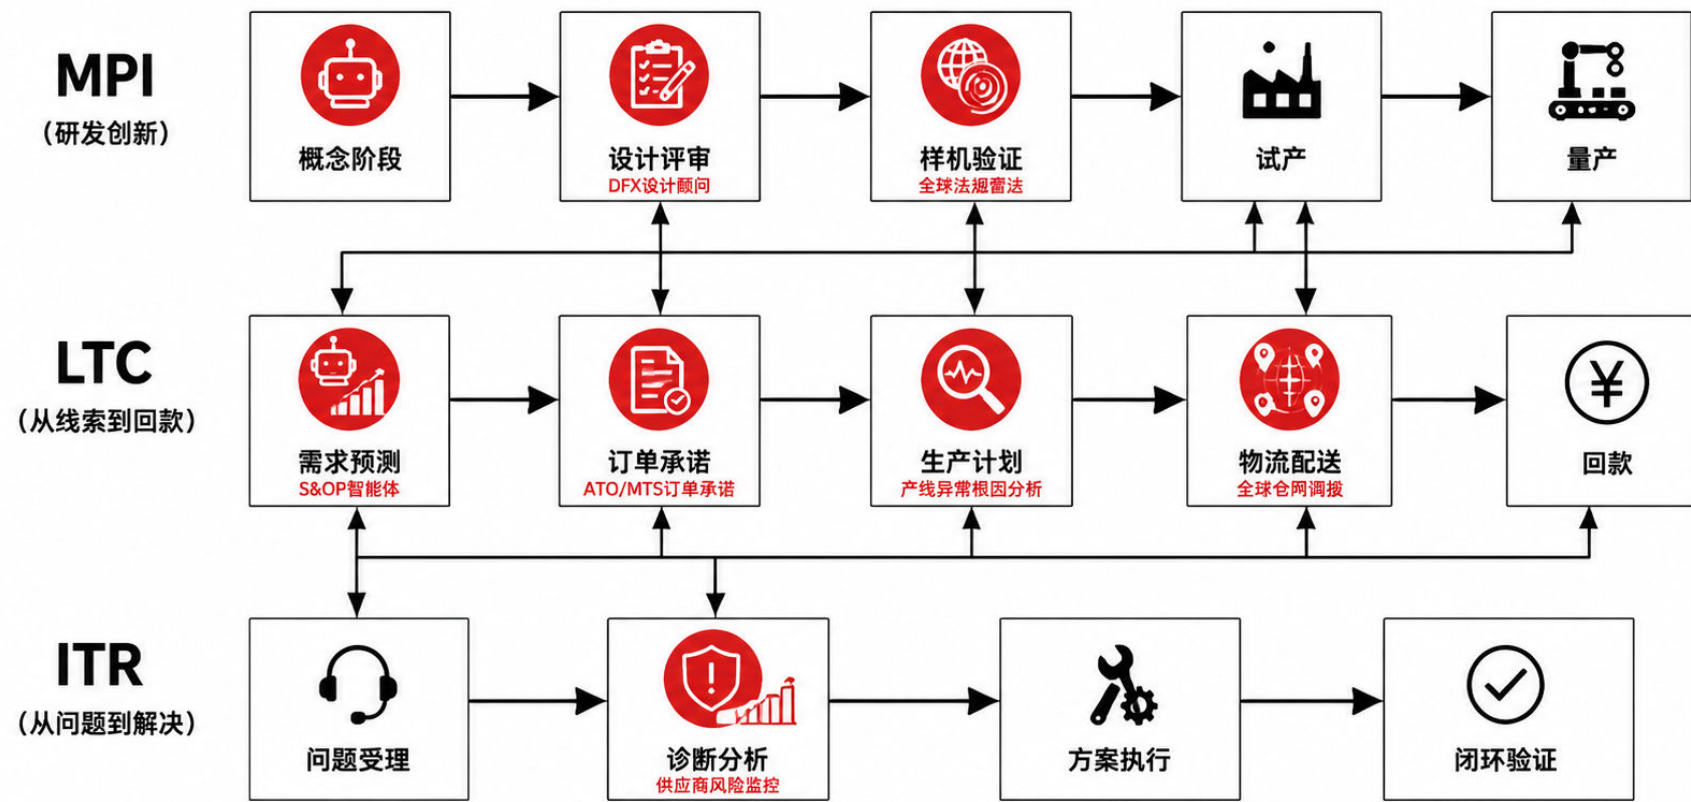 MPI
(研发创新)
概念阶段
设计评审
DFX设计顾问
样机验证
全球法规
试产
量产
LTC
(从线索到回款)
需求预测
S&OP智能体
订单承诺
ATO/MTS订单承诺
生产计划
产线异常根因分析
物流配送
全球仓网调拨
¥
回款
ITR
(从问题到解决)
问题受理
诊断分析
供应商风险监控
方案执行
闭环验证